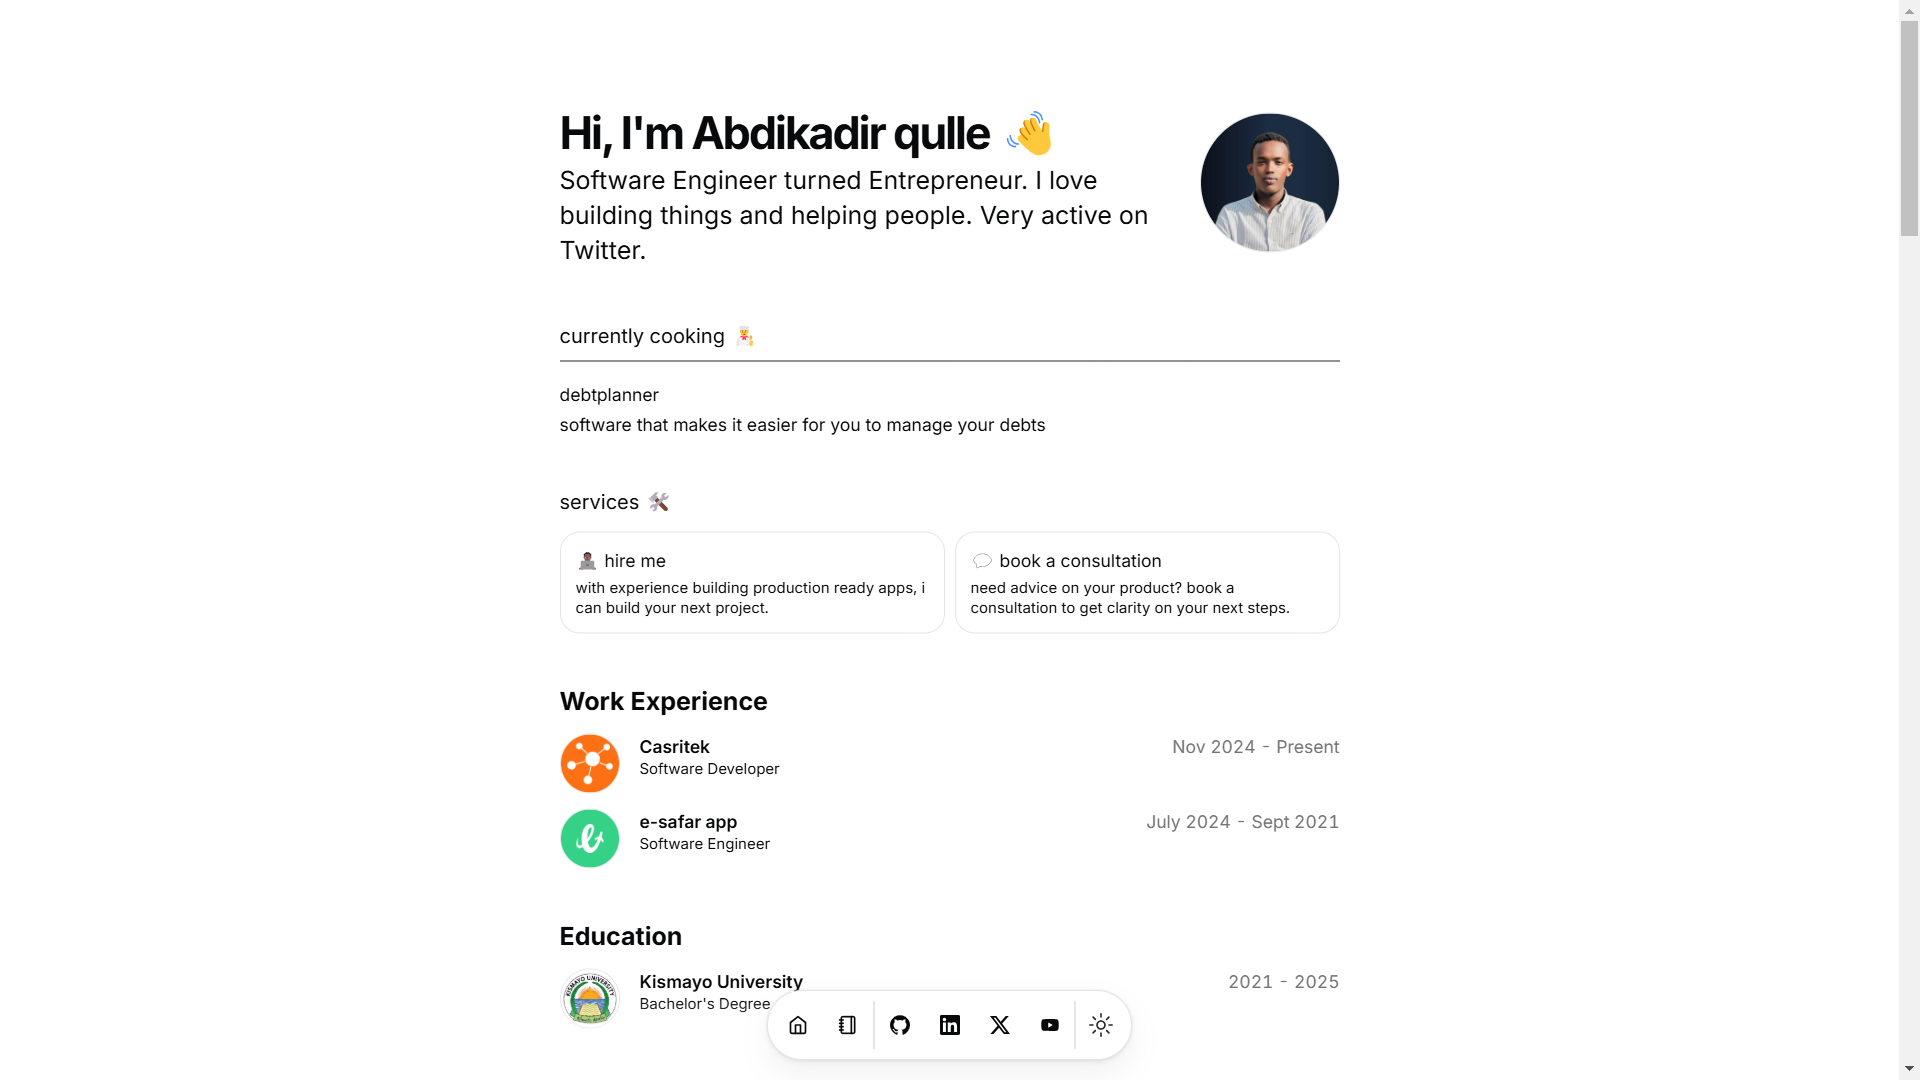 Hi, I'm Abdikadir qulle 👋
Software Engineer turned Entrepreneur. I love
building things and helping people. Very active on
Twitter.
currently cooking
debtplanner
software that makes it easier for you to manage your debts
services 🛠️
hire me
with experience building production ready apps, i
can build your next project.
book a consultation
need advice on your product? book a
consultation to get clarity on your next steps.
Work Experience
Casritek
Nov 2024 - Present
Software Developer
e-safar app
July 2024 - Sept 2021
Software Engineer
Education
KISMAYO UNIVERSITY
Kismayo University
2021 - 2025
Bachelor's Degree